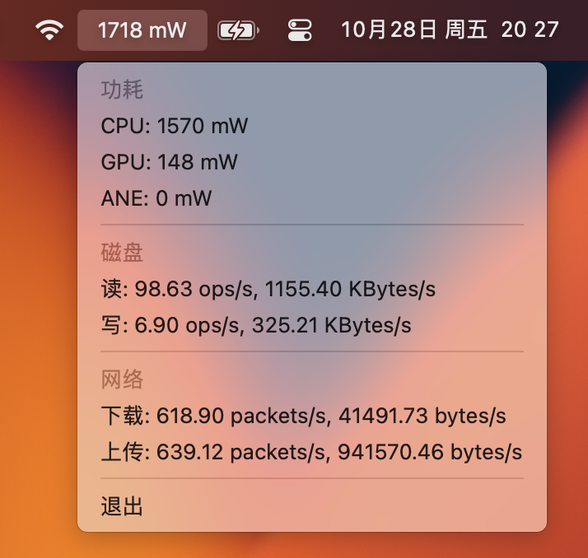 1718 mW 10月28日 周五 20 27
功耗
CPU: 1570 mW
GPU: 148 mW
ANE: 0 mW
磁盘
读: 98.63 ops/s, 1155.40 KBytes/s
写: 6.90 ops/s, 325.21 KBytes/s
网络
下载: 618.90 packets/s, 41491.73 bytes/s
上传: 639.12 packets/s, 941570.46 bytes/s
退出